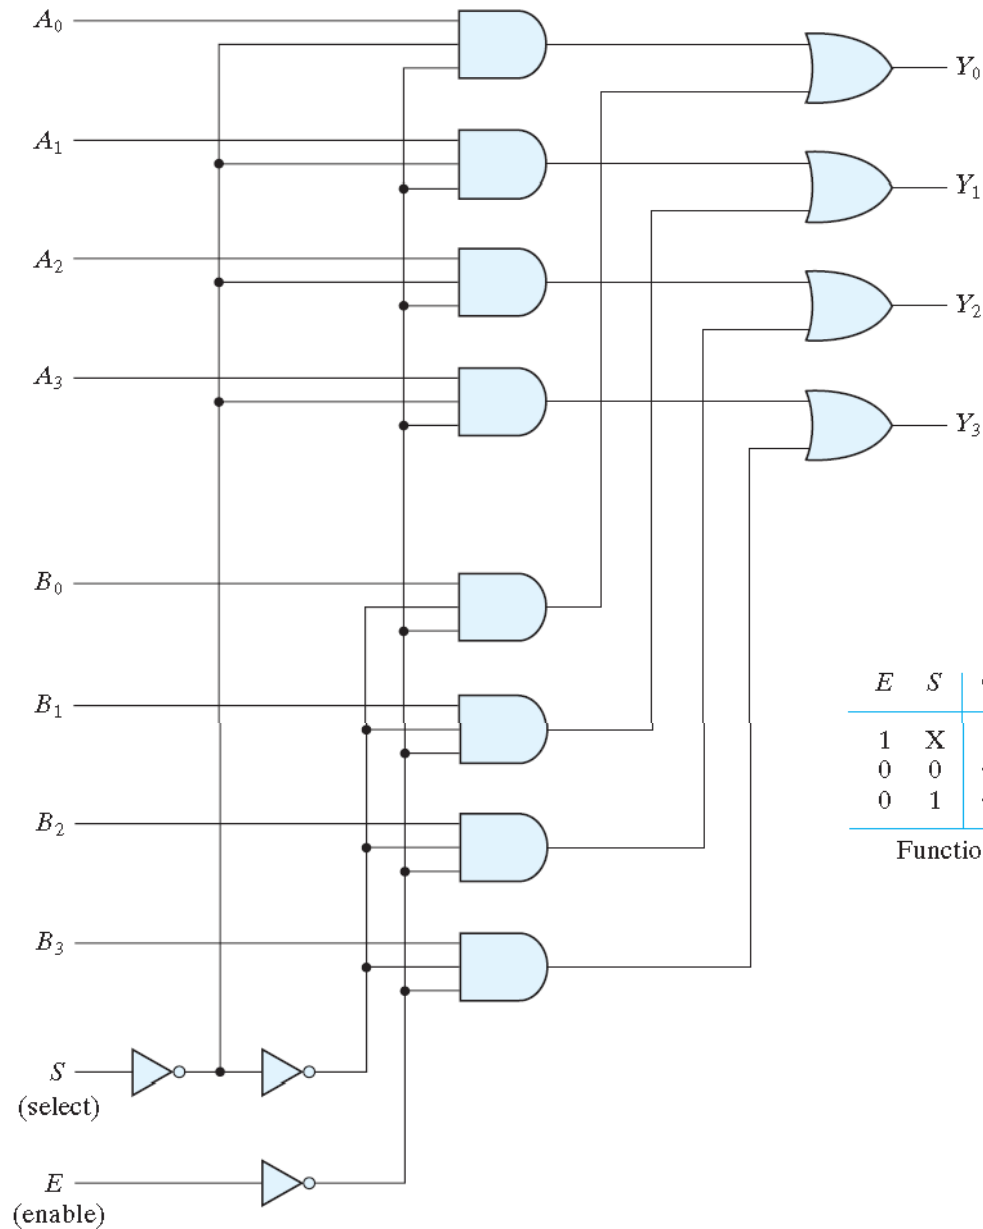 A₀
Y₀
A₁
Y₁
A₂
Y₂
A₃
Y₃
B₀
B₁
E S
1 X
0 0
0 1
B₂
B₃
S
(select)
E
(enable)